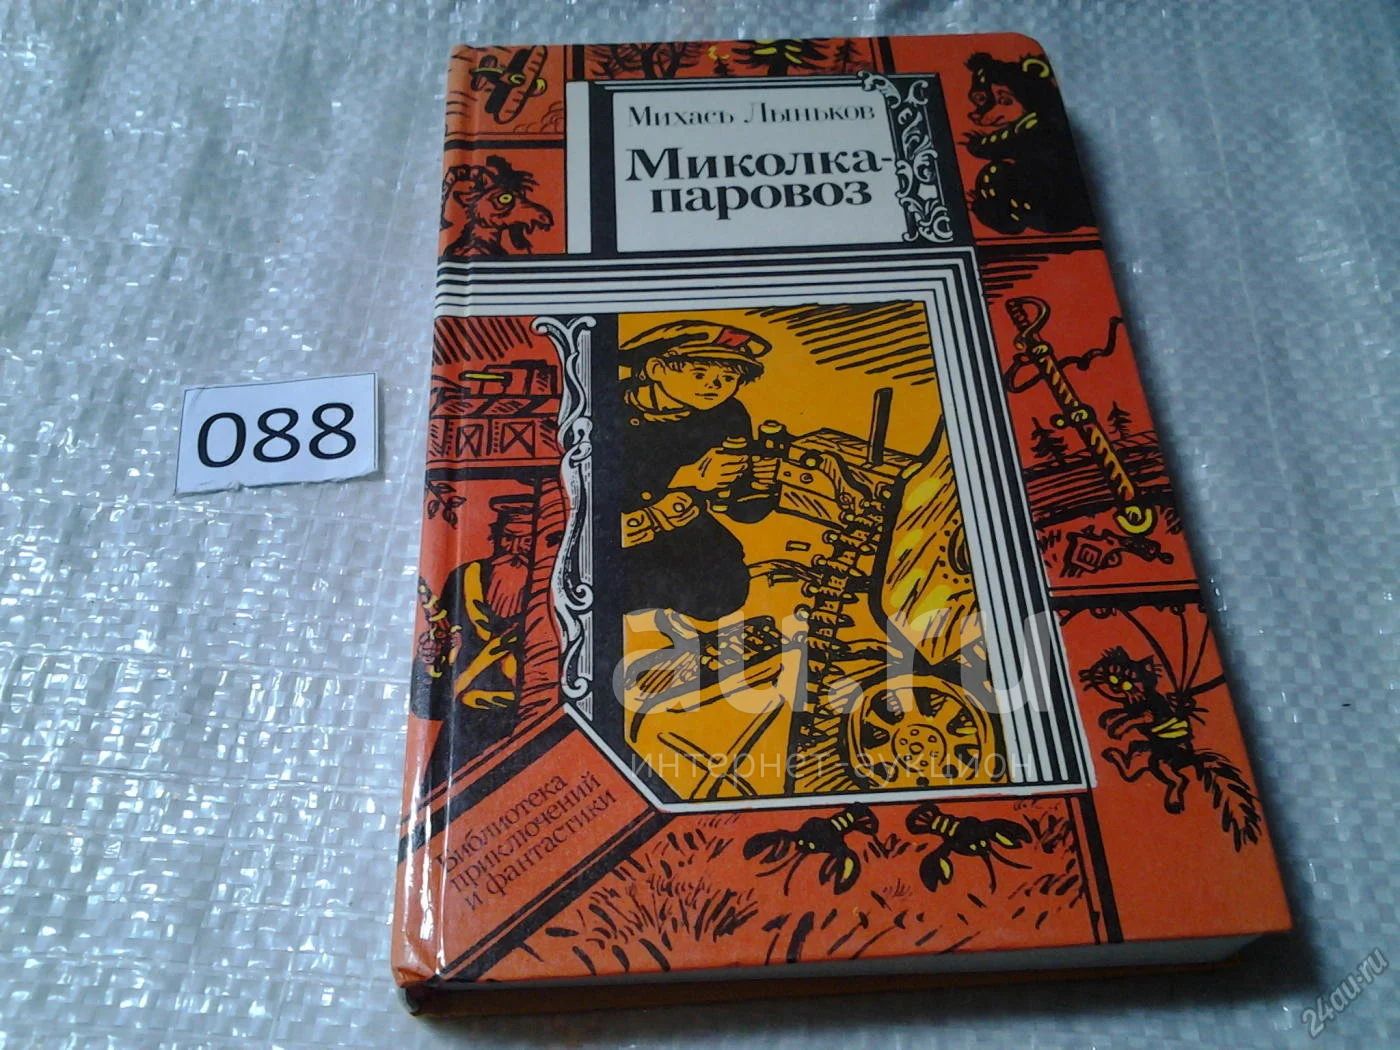 Михась Лыньков
Миколка-
паровоз
088
Библиотека
приключений
и фантастики
au.ru
интернет-аукцион
24au.ru